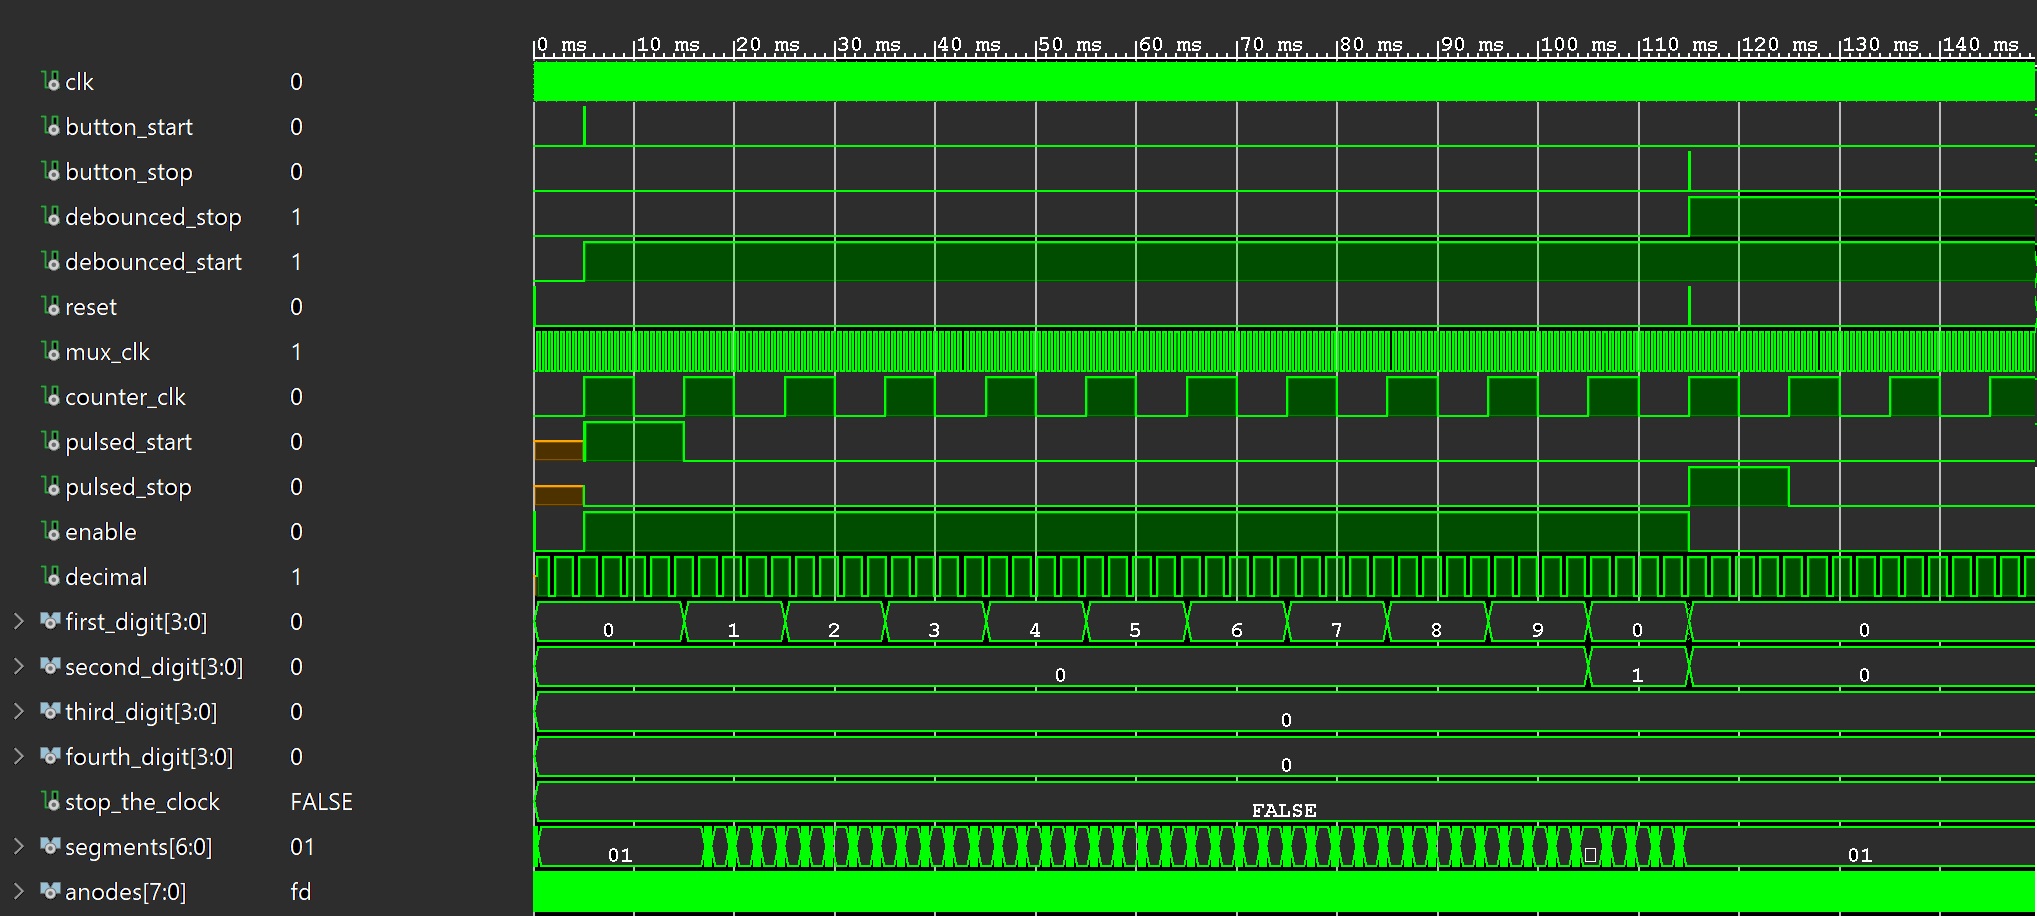 0 ms 10 ms 20 ms 30 ms 40 ms 50 ms 60 ms 70 ms 80 ms 90 ms 100 ms 110 ms 120 ms 130 ms 140 ms
clk 0
button_start 0
button_stop 0
debounced_stop 1
debounced_start 1
reset 0
mux_clk 1
counter_clk 0
pulsed_start 0
pulsed_stop 0
enable 0
decimal 1
first_digit[3:0] 0 0 1 2 3 4 5 6 7 8 9 0 0
second_digit[3:0] 0 0 1 0
third_digit[3:0] 0 0
fourth_digit[3:0] 0 0
stop_the_clock FALSE FALSE
segments[6:0] 01 01 01
anodes[7:0] fd